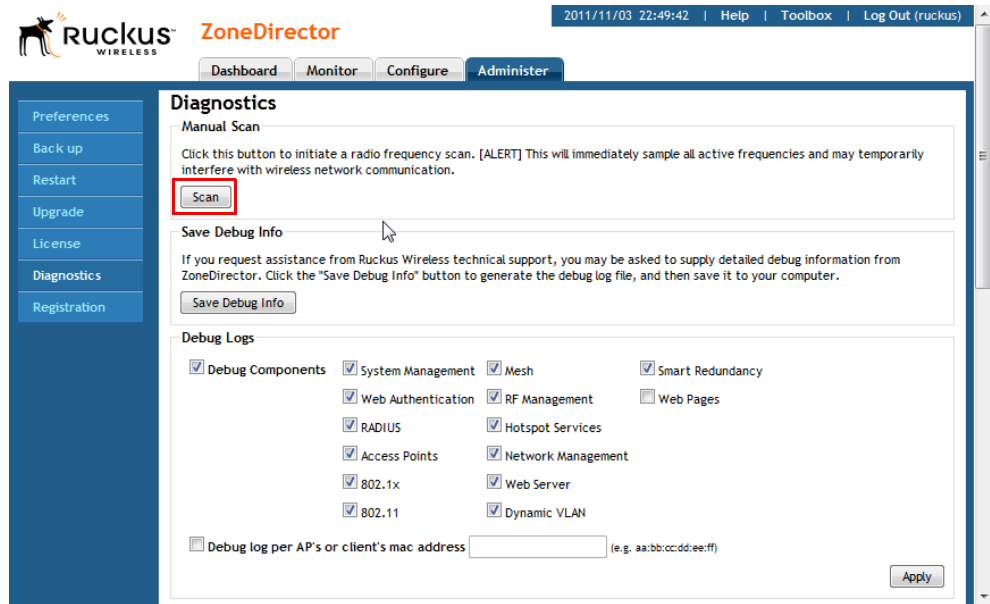 2011/11/03 22:49:42 | Help | Toolbox | Log Out (ruckus)
RUCKUS™
WIRELESS
ZoneDirector
Dashboard Monitor Configure Administer
Preferences
Back up
Restart
Upgrade
License
Diagnostics
Registration
Diagnostics
Manual Scan
Click this button to initiate a radio frequency scan. [ALERT] This will immediately sample all active frequencies and may temporarily
interfere with wireless network communication.
Scan
Save Debug Info
If you request assistance from Ruckus Wireless technical support, you may be asked to supply detailed debug information from
ZoneDirector. Click the "Save Debug Info" button to generate the debug log file, and then save it to your computer.
Save Debug Info
Debug Logs
Debug Components System Management Mesh Smart Redundancy
Web Authentication RF Management Web Pages
RADIUS Hotspot Services
Access Points Network Management
802.1x Web Server
802.11 Dynamic VLAN
Debug log per AP's or client's mac address (e.g. aa:bb:cc:dd:ee:ff)
Apply